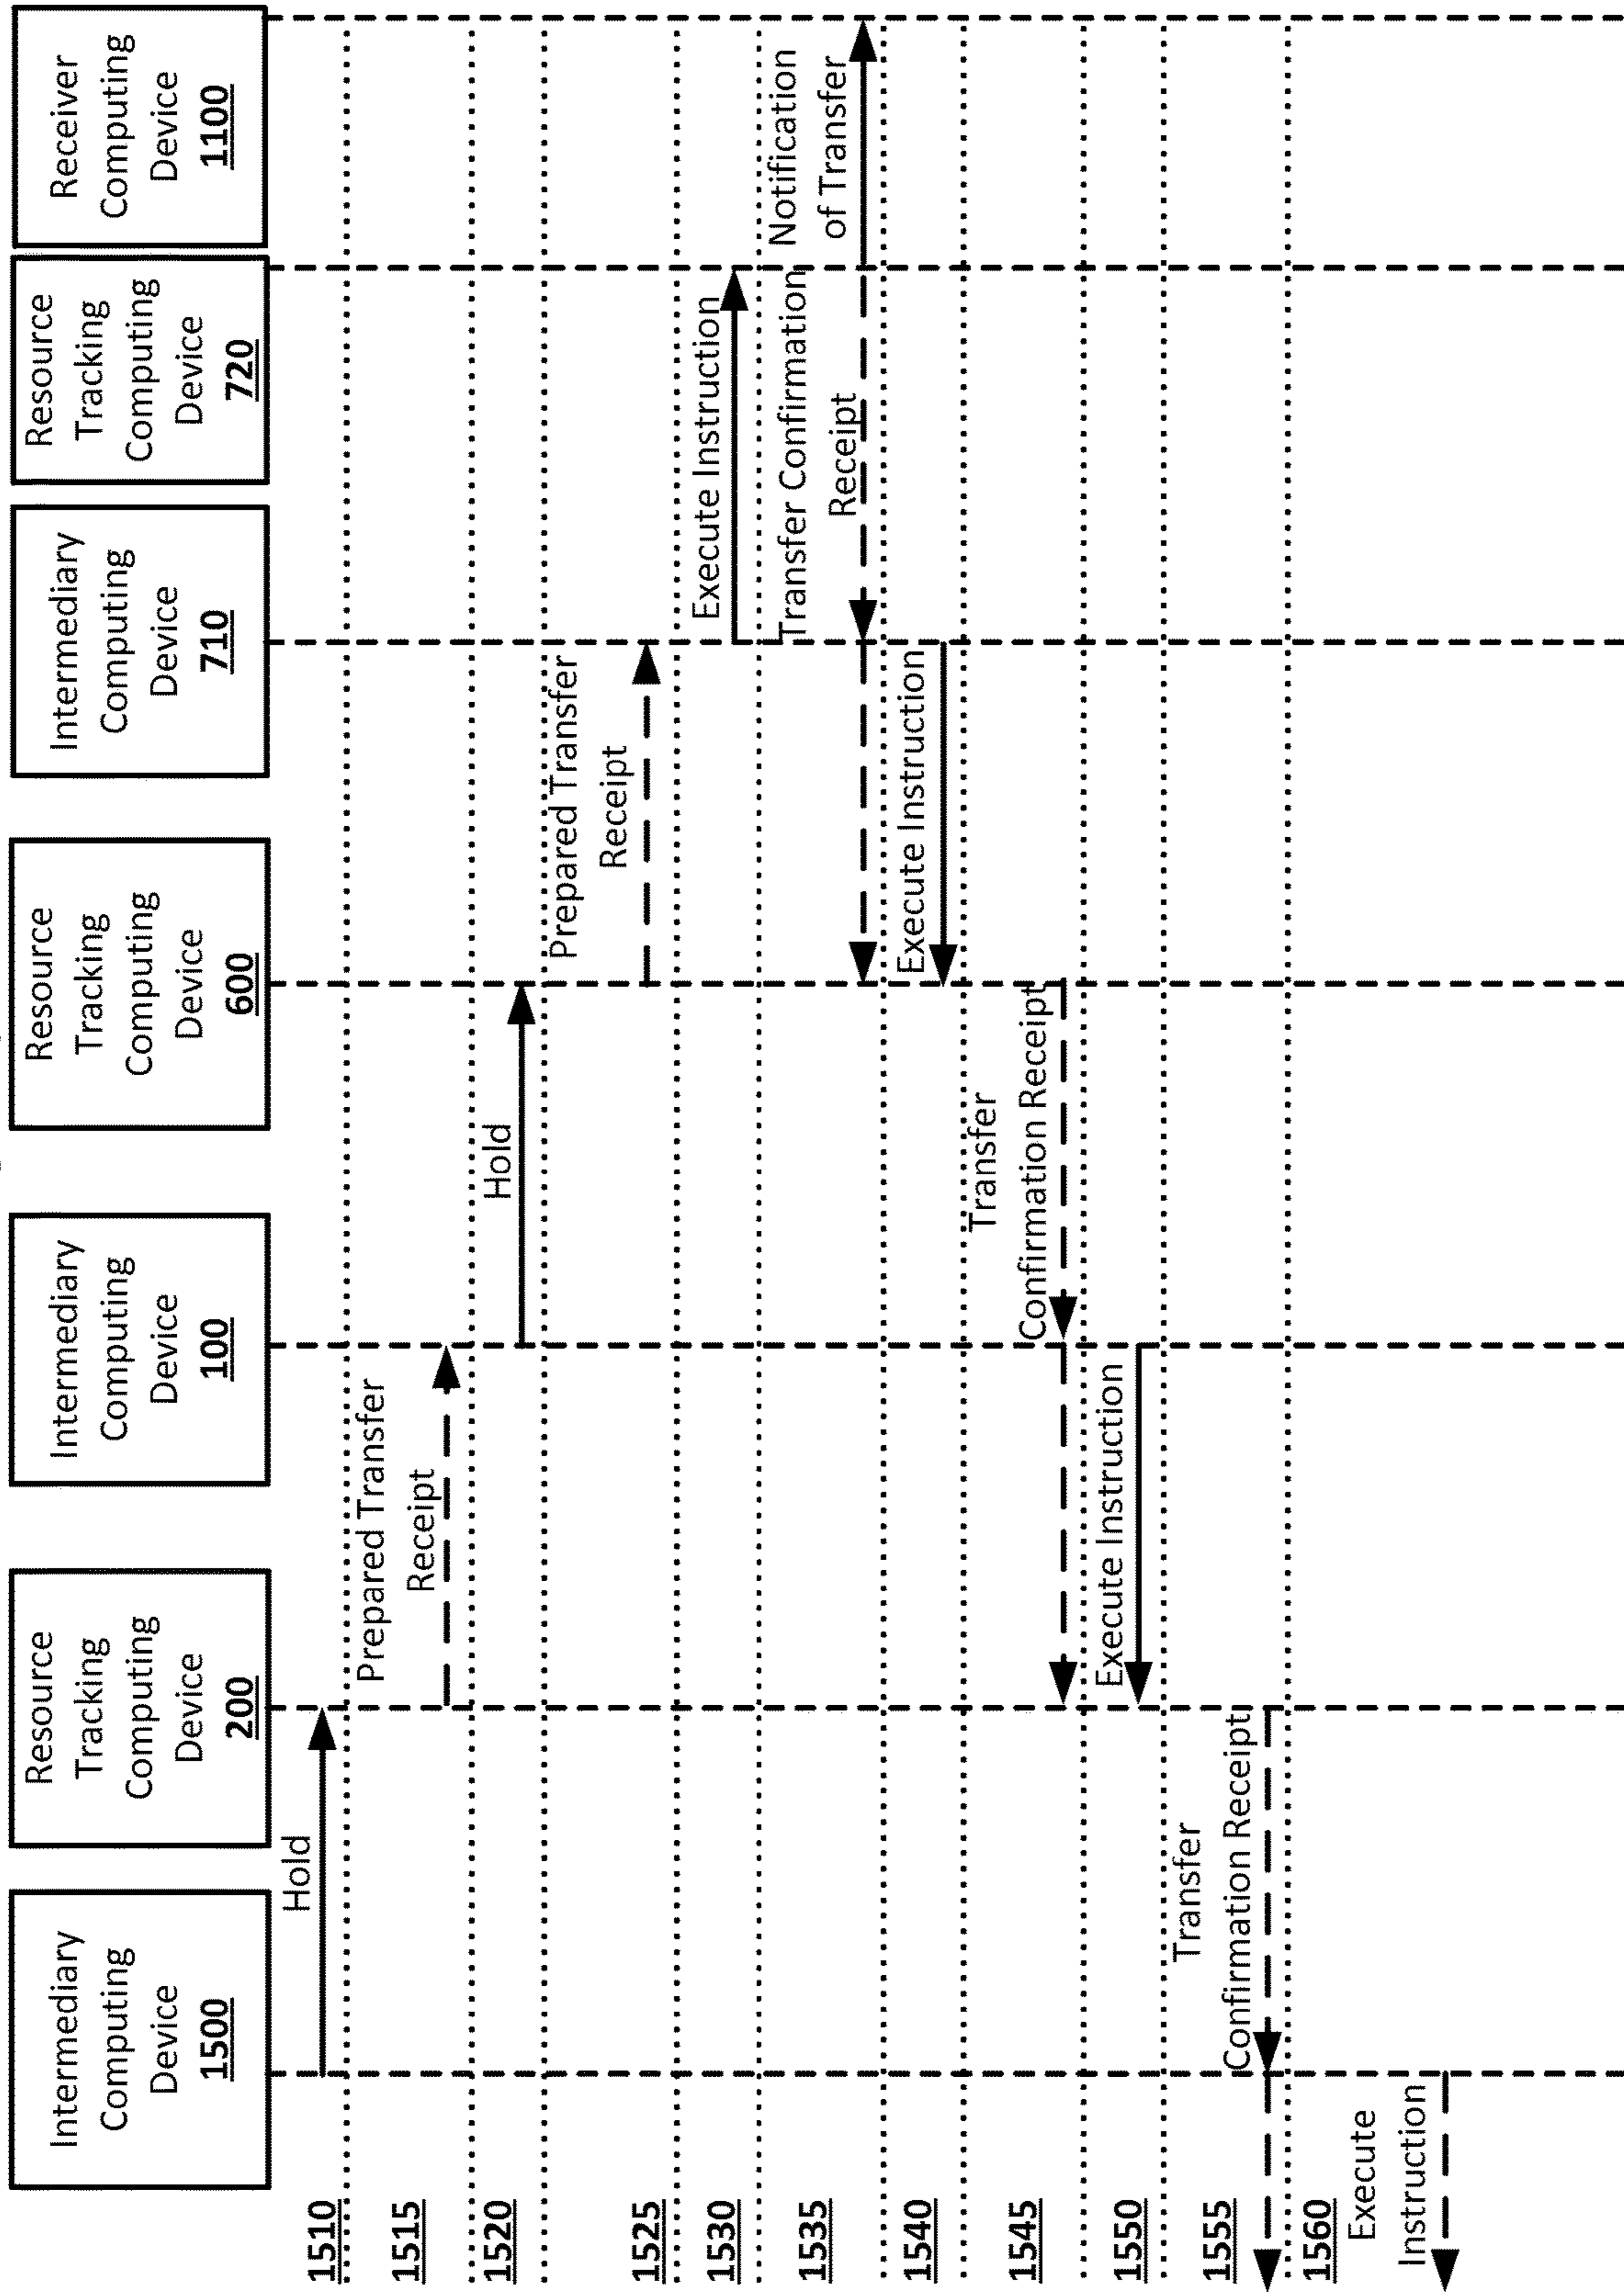 Intermediary
Computing
Device
1500
Resource
Tracking
Computing
Device
200
Intermediary
Computing
Device
100
Resource
Tracking
Computing
Device
600
Intermediary
Computing
Device
710
Resource
Tracking
Computing
Device
720
Receiver
Computing
Device
1100
1510
Hold
1515
Prepared Transfer
Receipt
1520
Hold
1525
Prepared Transfer
Receipt
1530
Execute Instruction
1535
Transfer Confirmation
Receipt
Notification
of Transfer
1540
Execute Instruction
1545
Transfer
Confirmation Receipt
1550
Execute Instruction
1555
Transfer
Confirmation Receipt
1560
Execute
Instruction